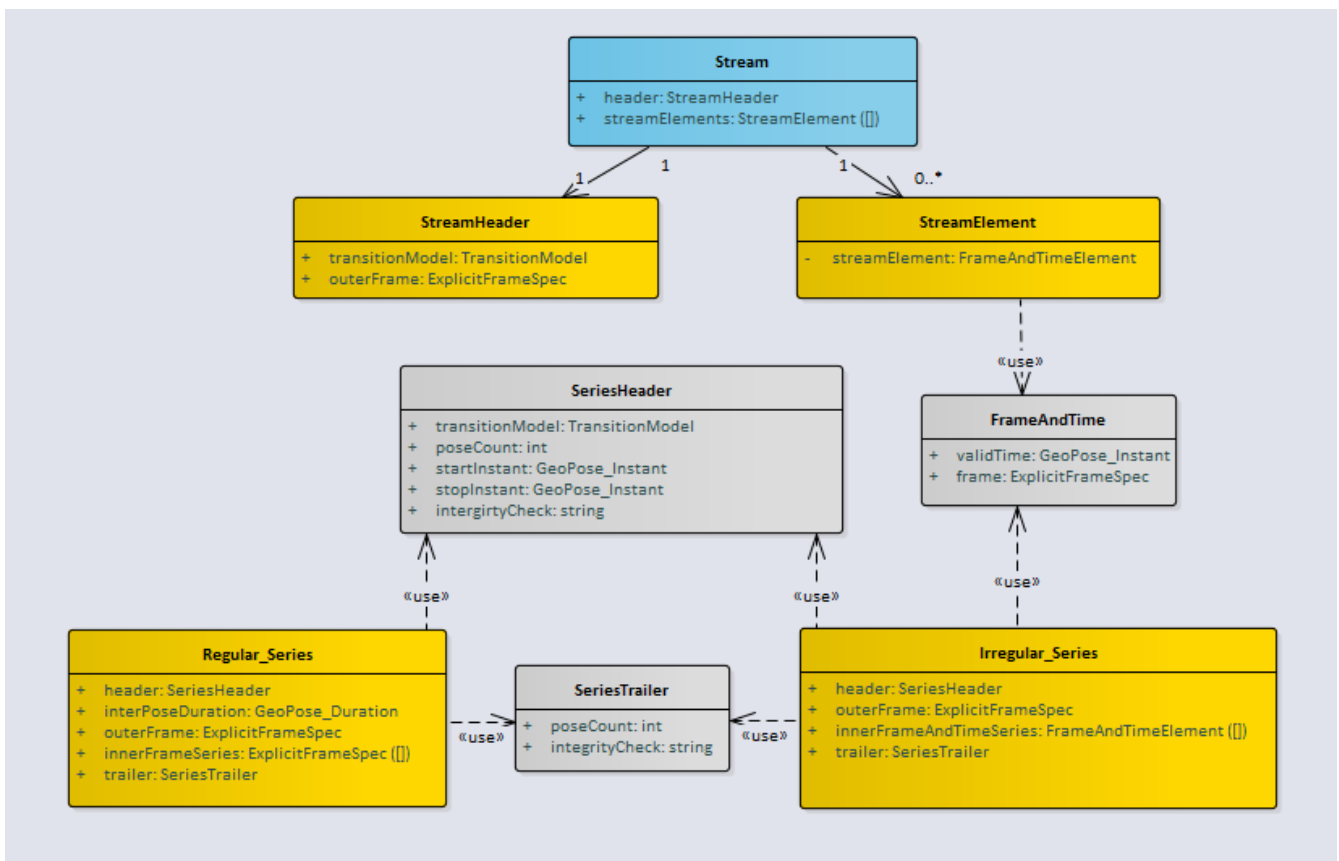 Stream
+ header: StreamHeader
+ streamElements: StreamElement ([])
1
1
1
0..*
StreamHeader
+ transitionModel: TransitionModel
+ outerFrame: ExplicitFrameSpec
StreamElement
- streamElement: FrameAndTimeElement
«use»
SeriesHeader
+ transitionModel: TransitionModel
+ poseCount: int
+ startInstant: GeoPose_Instant
+ stopInstant: GeoPose_Instant
+ intergirtyCheck: string
FrameAndTime
+ validTime: GeoPose_Instant
+ frame: ExplicitFrameSpec
«use»
«use»
«use»
Regular_Series
+ header: SeriesHeader
+ interPoseDuration: GeoPose_Duration
+ outerFrame: ExplicitFrameSpec
+ innerFrameSeries: ExplicitFrameSpec ([])
+ trailer: SeriesTrailer
«use»
SeriesTrailer
+ poseCount: int
+ integrityCheck: string
«use»
Irregular_Series
+ header: SeriesHeader
+ outerFrame: ExplicitFrameSpec
+ innerFrameAndTimeSeries: FrameAndTimeElement ([])
+ trailer: SeriesTrailer